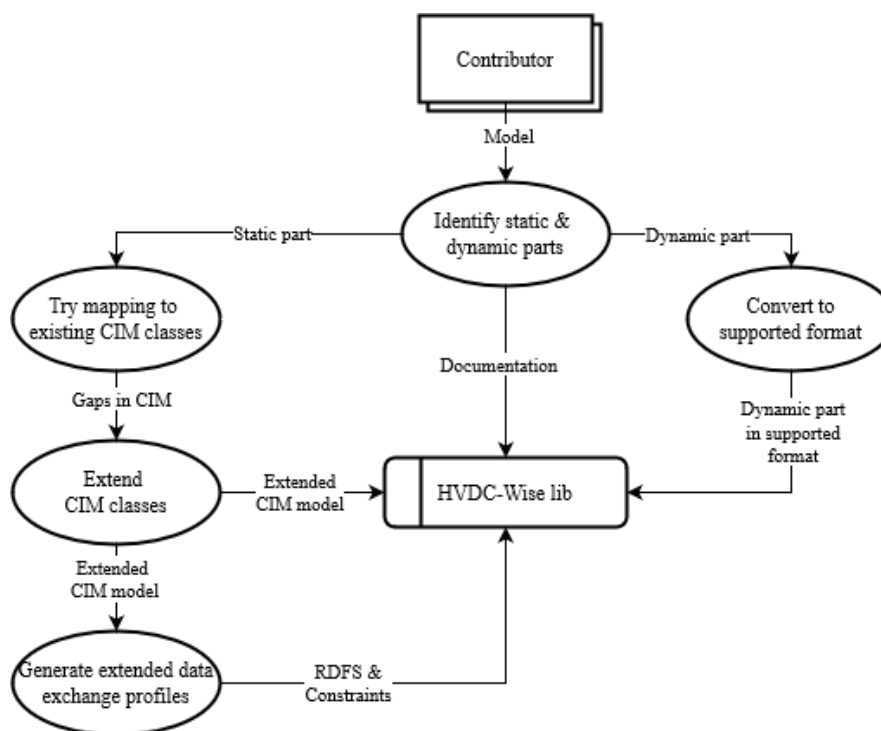 Contributor
Model
Identify static &
dynamic parts
Static part
Dynamic part
Try mapping to
existing CIM classes
Convert to
supported format
Documentation
Gaps in CIM
Dynamic part
in supported
format
Extend
CIM classes
Extended
CIM model
HVDC-Wise lib
Extended
CIM model
Generate extended data
exchange profiles
RDFS &
Constraints